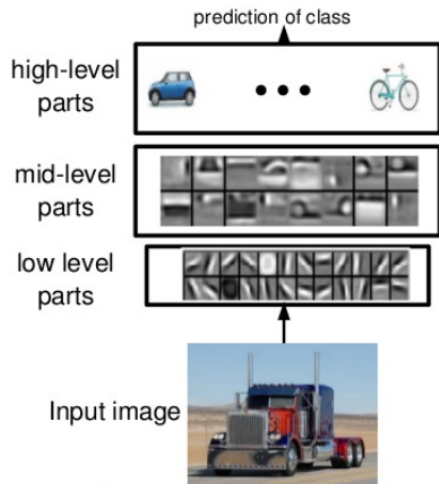 prediction of class
high-level
parts
mid-level
parts
low level
parts
Input image